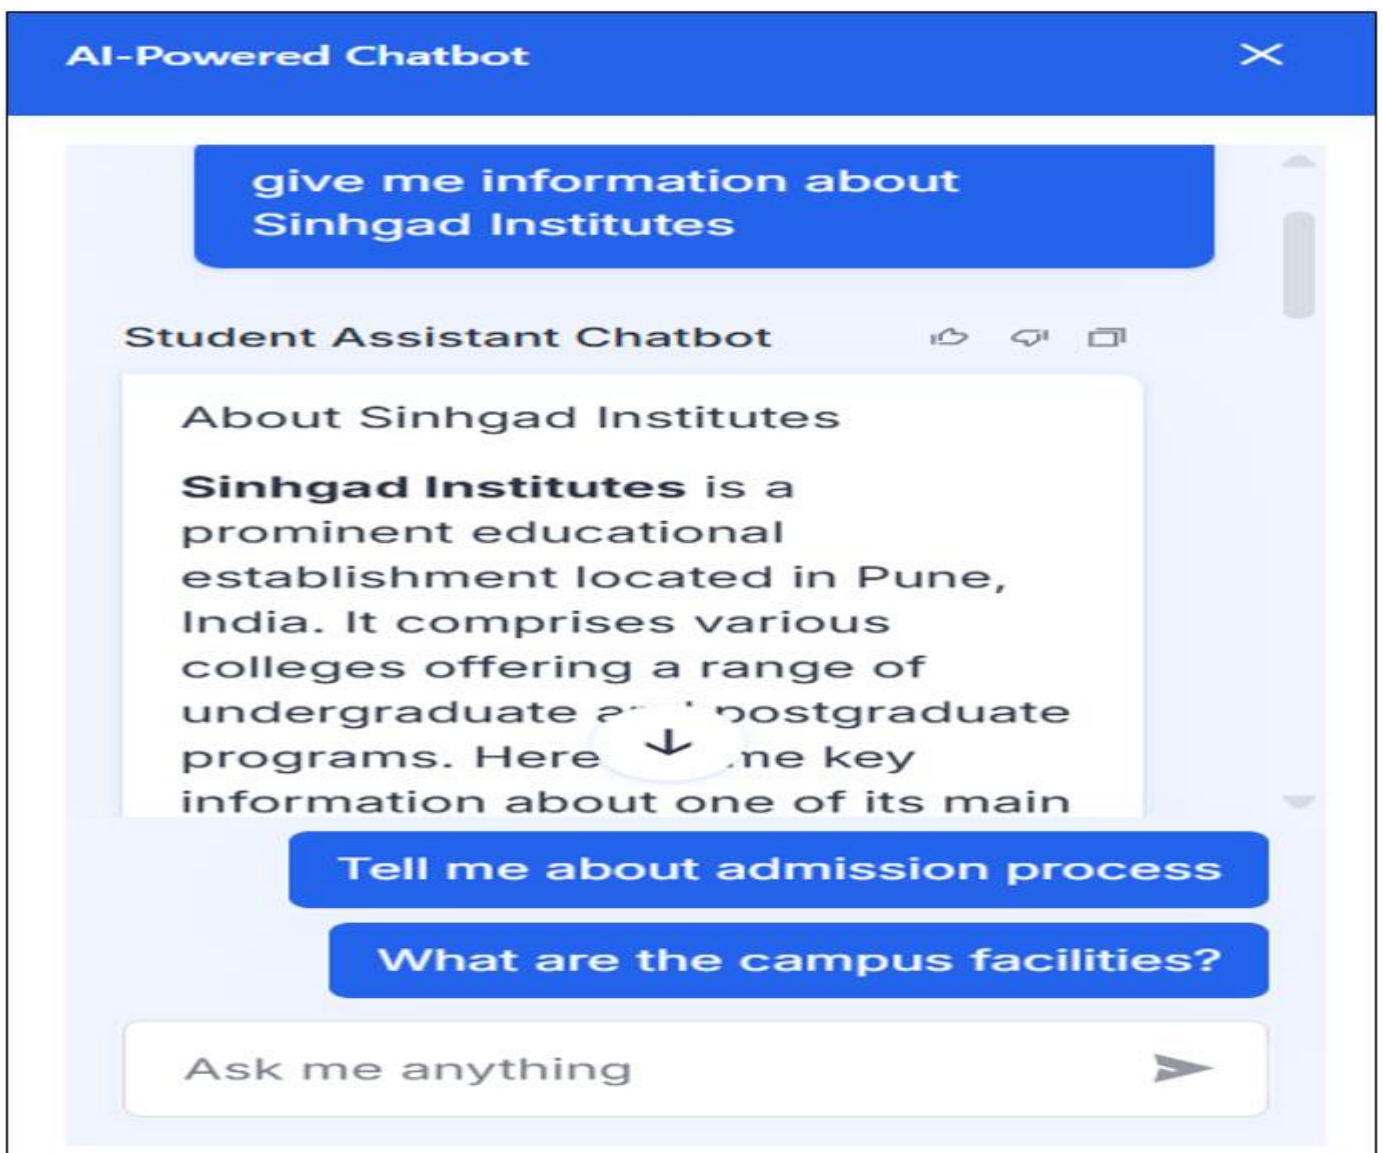 AI-Powered Chatbot
give me information about
Sinhgad Institutes
Student Assistant Chatbot
About Sinhgad Institutes
Sinhgad Institutes is a
prominent educational
establishment located in Pune,
India. It comprises various
colleges offering a range of
undergraduate postgraduate
programs. Here key
information about one of its main
Tell me about admission process
What are the campus facilities?
Ask me anything